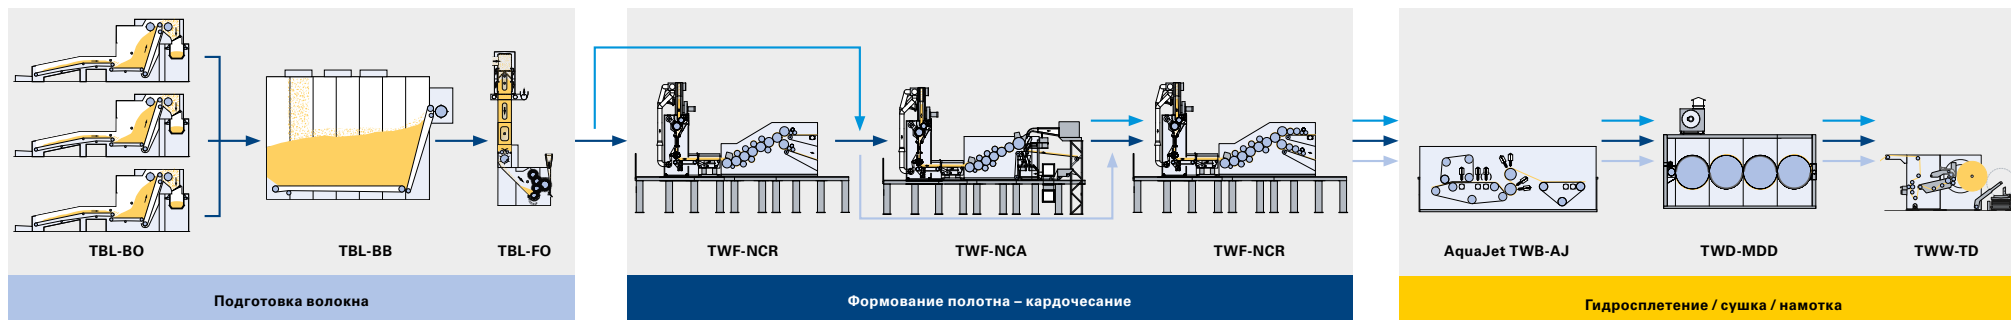 TBL-BO
TBL-BB
TBL-FO
TWF-NCR
TWF-NCA
TWF-NCR
AquaJet TWB-AJ
TWD-MDD
TWW-TD
Подготовка волокна
Формование полотна – кардочесание
Гидросплетение / сушка / намотка